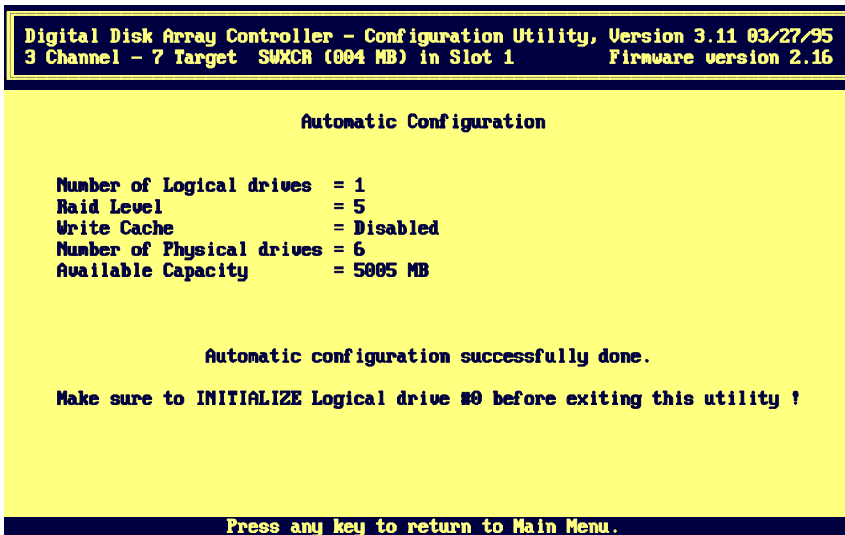 Digital Disk Array Controller - Configuration Utility, Version 3.11 03/27/95
3 Channel - 7 Target SWXCR (004 MB) in Slot 1 Firmware version 2.16
Automatic Configuration
Number of Logical drives = 1
Raid Level = 5
Write Cache = Disabled
Number of Physical drives = 6
Available Capacity = 5005 MB
Automatic configuration successfully done.
Make sure to INITIALIZE Logical drive #0 before exiting this utility !
Press any key to return to Main Menu.